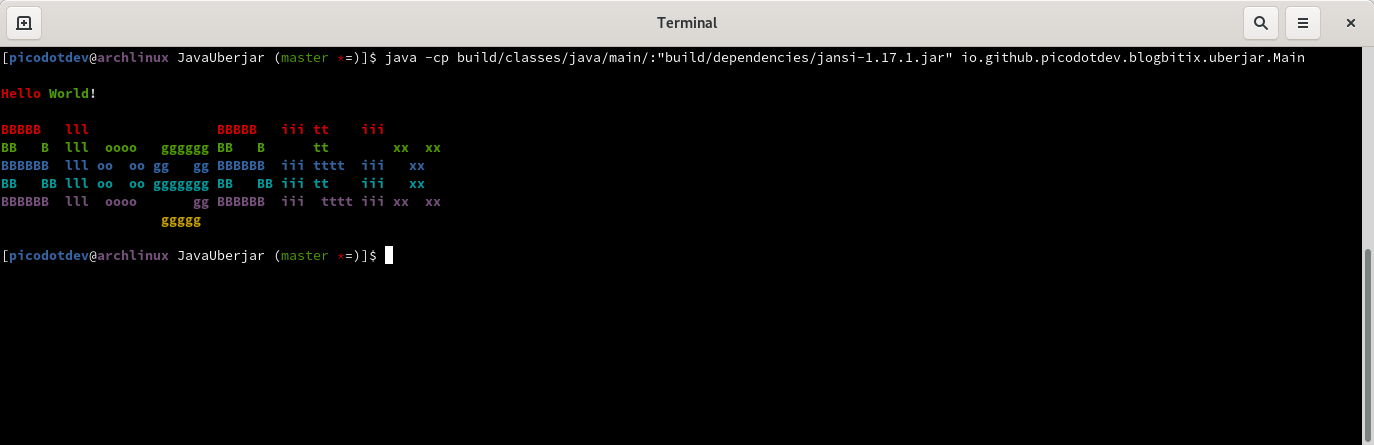 Terminal
[picodotdev@archlinux JavaUberjar (master *=)]$ java -cp build/classes/java/main/:"build/dependencies/jansi-1.17.1.jar" io.github.picodotdev.blogbitix.uberjar.Main
Hello World!
BBBBB   lll                BBBBB   iii tt    iii
BB   B  lll  oooo   gggggg BB   B      tt        xx  xx
BBBBBB  lll oo  oo gg   gg BBBBBB  iii tttt  iii   xx
BB   BB lll oo  oo ggggggg BB   BB iii tt    iii   xx
BBBBBB  lll  oooo       gg BBBBBB  iii  tttt iii xx  xx
                    ggggg
[picodotdev@archlinux JavaUberjar (master *=)]$